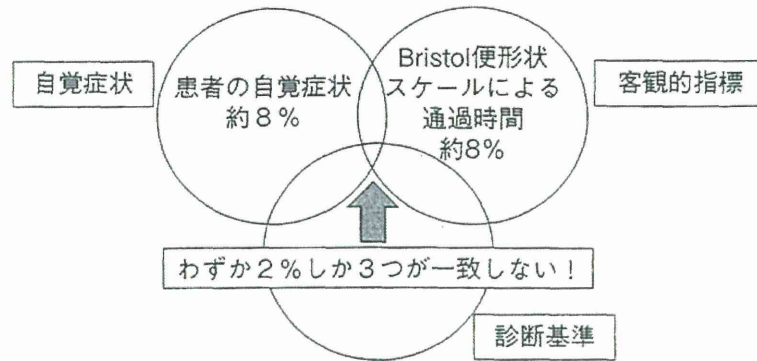 自覚症状
患者の自覚症状
約8%
Bristol便形状
スケールによる
通過時間
約8%
客観的指標
わずか2%しか3つが一致しない！
診断基準